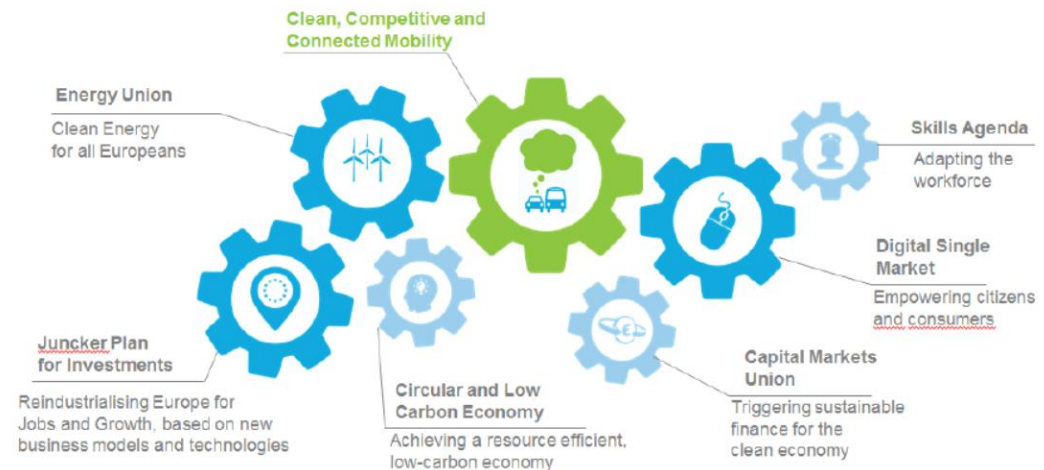 Clean, Competitive and
Connected Mobility
Energy Union
Clean Energy
for all Europeans
Skills Agenda
Adapting the
workforce
Digital Single
Market
Empowering citizens
and consumers
Juncker Plan
for Investments
Reindustrialising Europe for
Jobs and Growth, based on new
business models and technologies
Circular and Low
Carbon Economy
Achieving a resource efficient,
low-carbon economy
Capital Markets
Union
Triggering sustainable
finance for the
clean economy